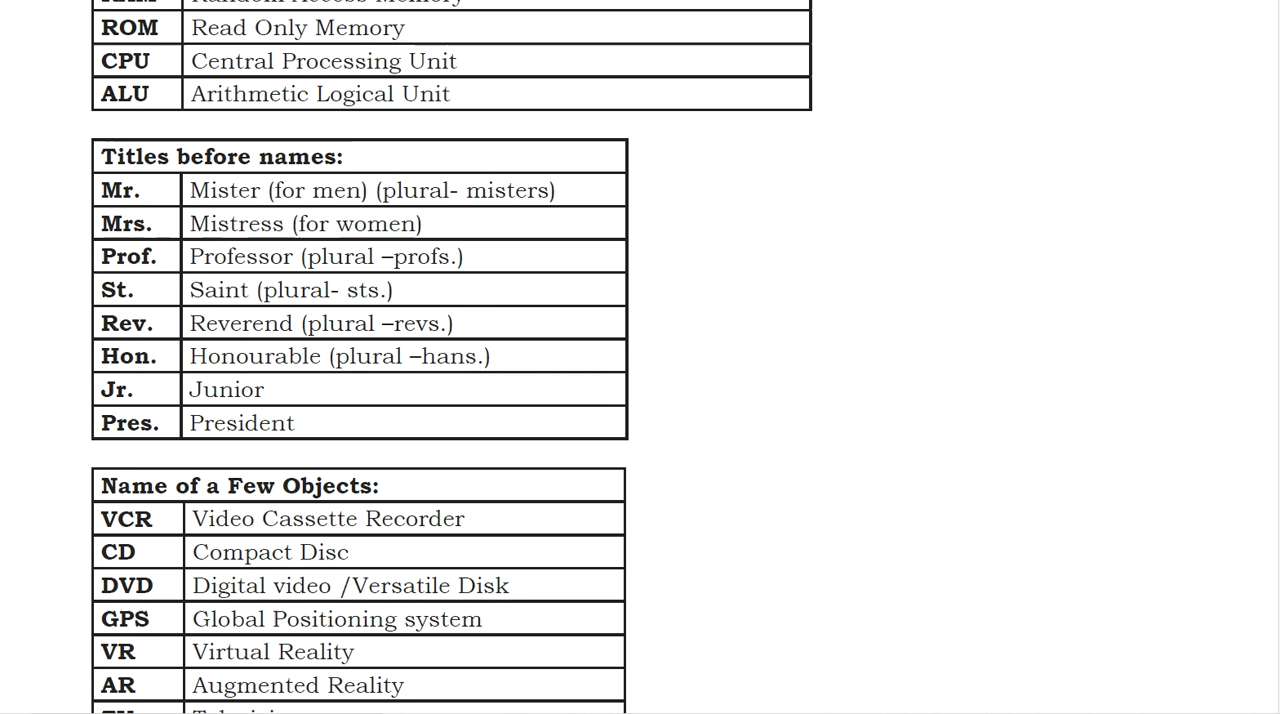 ROM Read Only Memory
CPU Central Processing Unit
ALU Arithmetic Logical Unit
Titles before names:
Mr. Mister (for men) (plural- misters)
Mrs. Mistress (for women)
Prof. Professor (plural –profs.)
St. Saint (plural- sts.)
Rev. Reverend (plural –revs.)
Hon. Honourable (plural –hans.)
Jr. Junior
Pres. President
Name of a Few Objects:
VCR Video Cassette Recorder
CD Compact Disc
DVD Digital video /Versatile Disk
GPS Global Positioning system
VR Virtual Reality
AR Augmented Reality